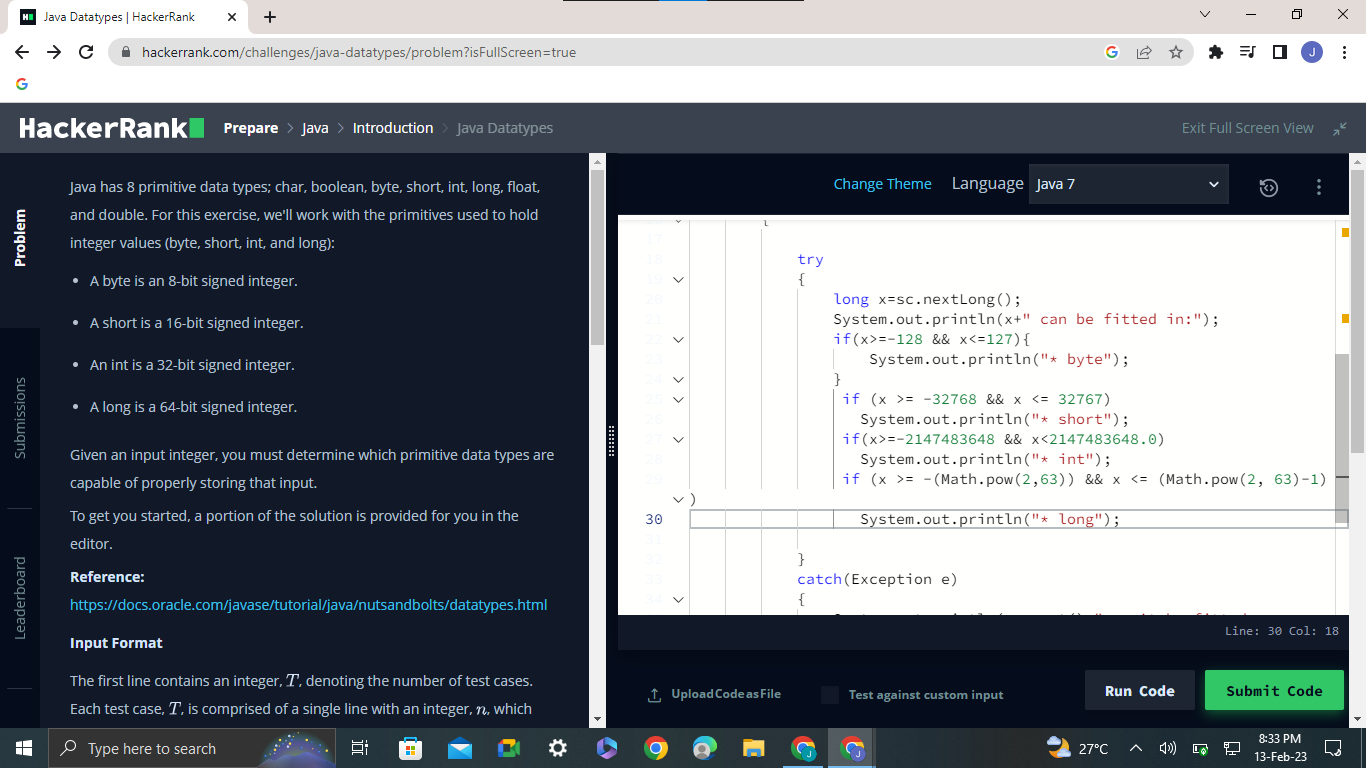 Java Datatypes | HackerRank
hackerrank.com/challenges/java-datatypes/problem?isFullScreen=true
J
HackerRank
Prepare > Java > Introduction > Java Datatypes
Exit Full Screen View
Problem
Submissions
Leaderboard
Java has 8 primitive data types; char, boolean, byte, short, int, long, float,
and double. For this exercise, we'll work with the primitives used to hold
integer values (byte, short, int, and long):
• A byte is an 8-bit signed integer.
• A short is a 16-bit signed integer.
• An int is a 32-bit signed integer.
• A long is a 64-bit signed integer.
Given an input integer, you must determine which primitive data types are
capable of properly storing that input.
To get you started, a portion of the solution is provided for you in the
editor.
Reference:
https://docs.oracle.com/javase/tutorial/java/nutsandbolts/datatypes.html
Input Format
The first line contains an integer, T, denoting the number of test cases.
Each test case, T, is comprised of a single line with an integer, n, which
Change Theme Language Java 7
17
18 try
19 {
20 long x=sc.nextLong();
21 System.out.println(x+" can be fitted in:");
22 if(x>=-128 && x<=127){
23 System.out.println("* byte");
24 }
25 if (x >= -32768 && x <= 32767)
26 System.out.println("* short");
27 if(x>=-2147483648 && x<2147483648.0)
28 System.out.println("* int");
29 if (x >= -(Math.pow(2,63)) && x <= (Math.pow(2, 63)-1)
)
30 System.out.println("* long");
31
32 }
33 catch(Exception e)
34 {
Line: 30 Col: 18
Upload Code as File
Test against custom input
Run Code
Submit Code
Type here to search
27°C
8:33 PM
13-Feb-23